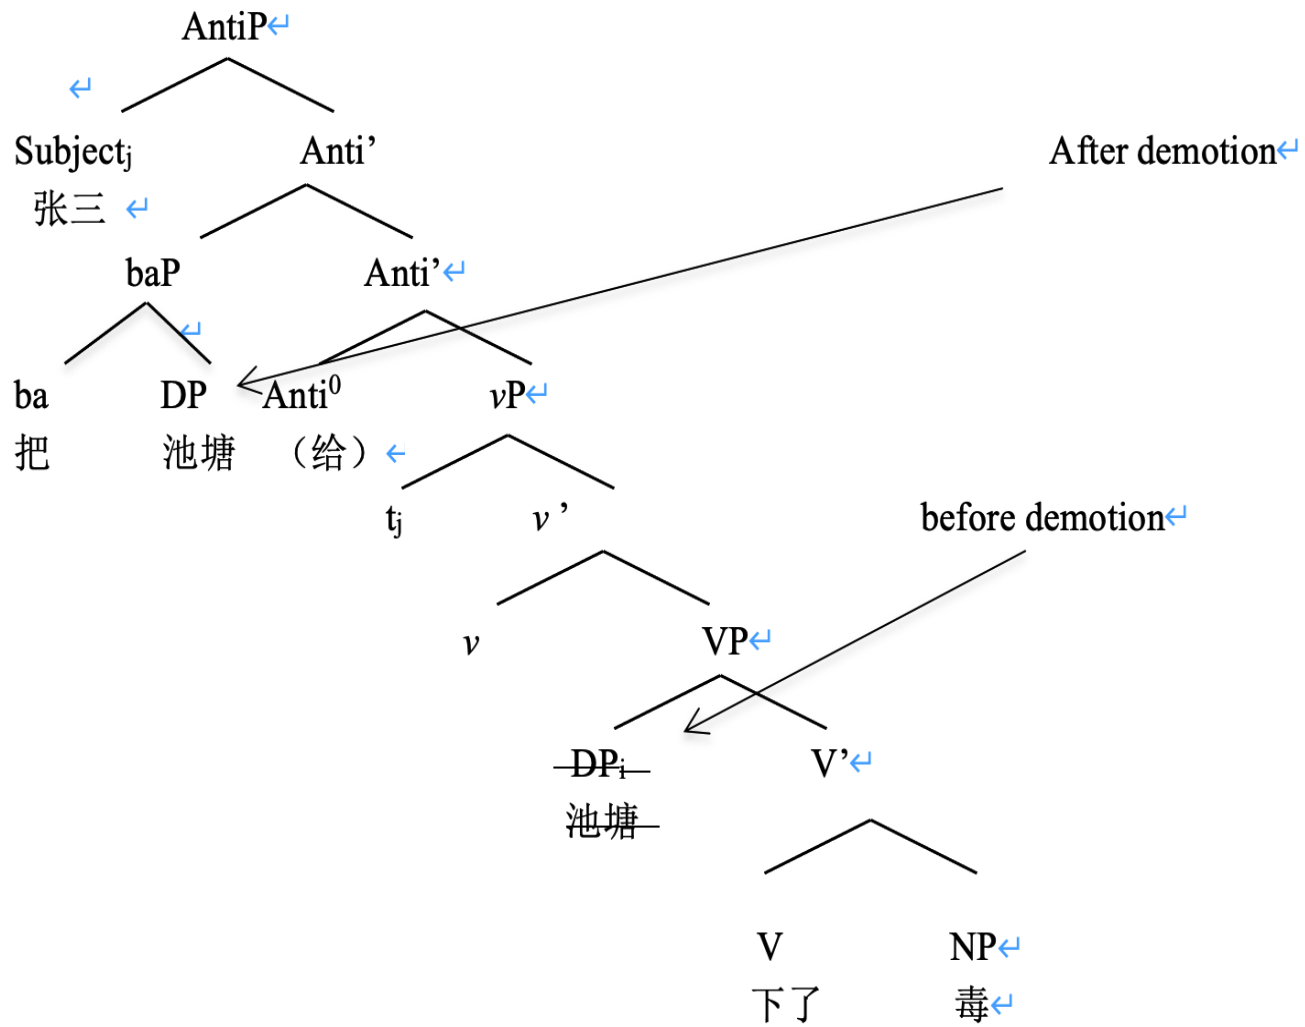 AntiP↵
↵
Subjectj Anti’ After demotion↵
张三 ↵
baP Anti’↵
↵
ba DP Anti0 vP↵
把 池塘 （给）←
tj v ’ before demotion↵
v VP↵
DPi V’↵
池塘
V NP↵
下了 毒↵